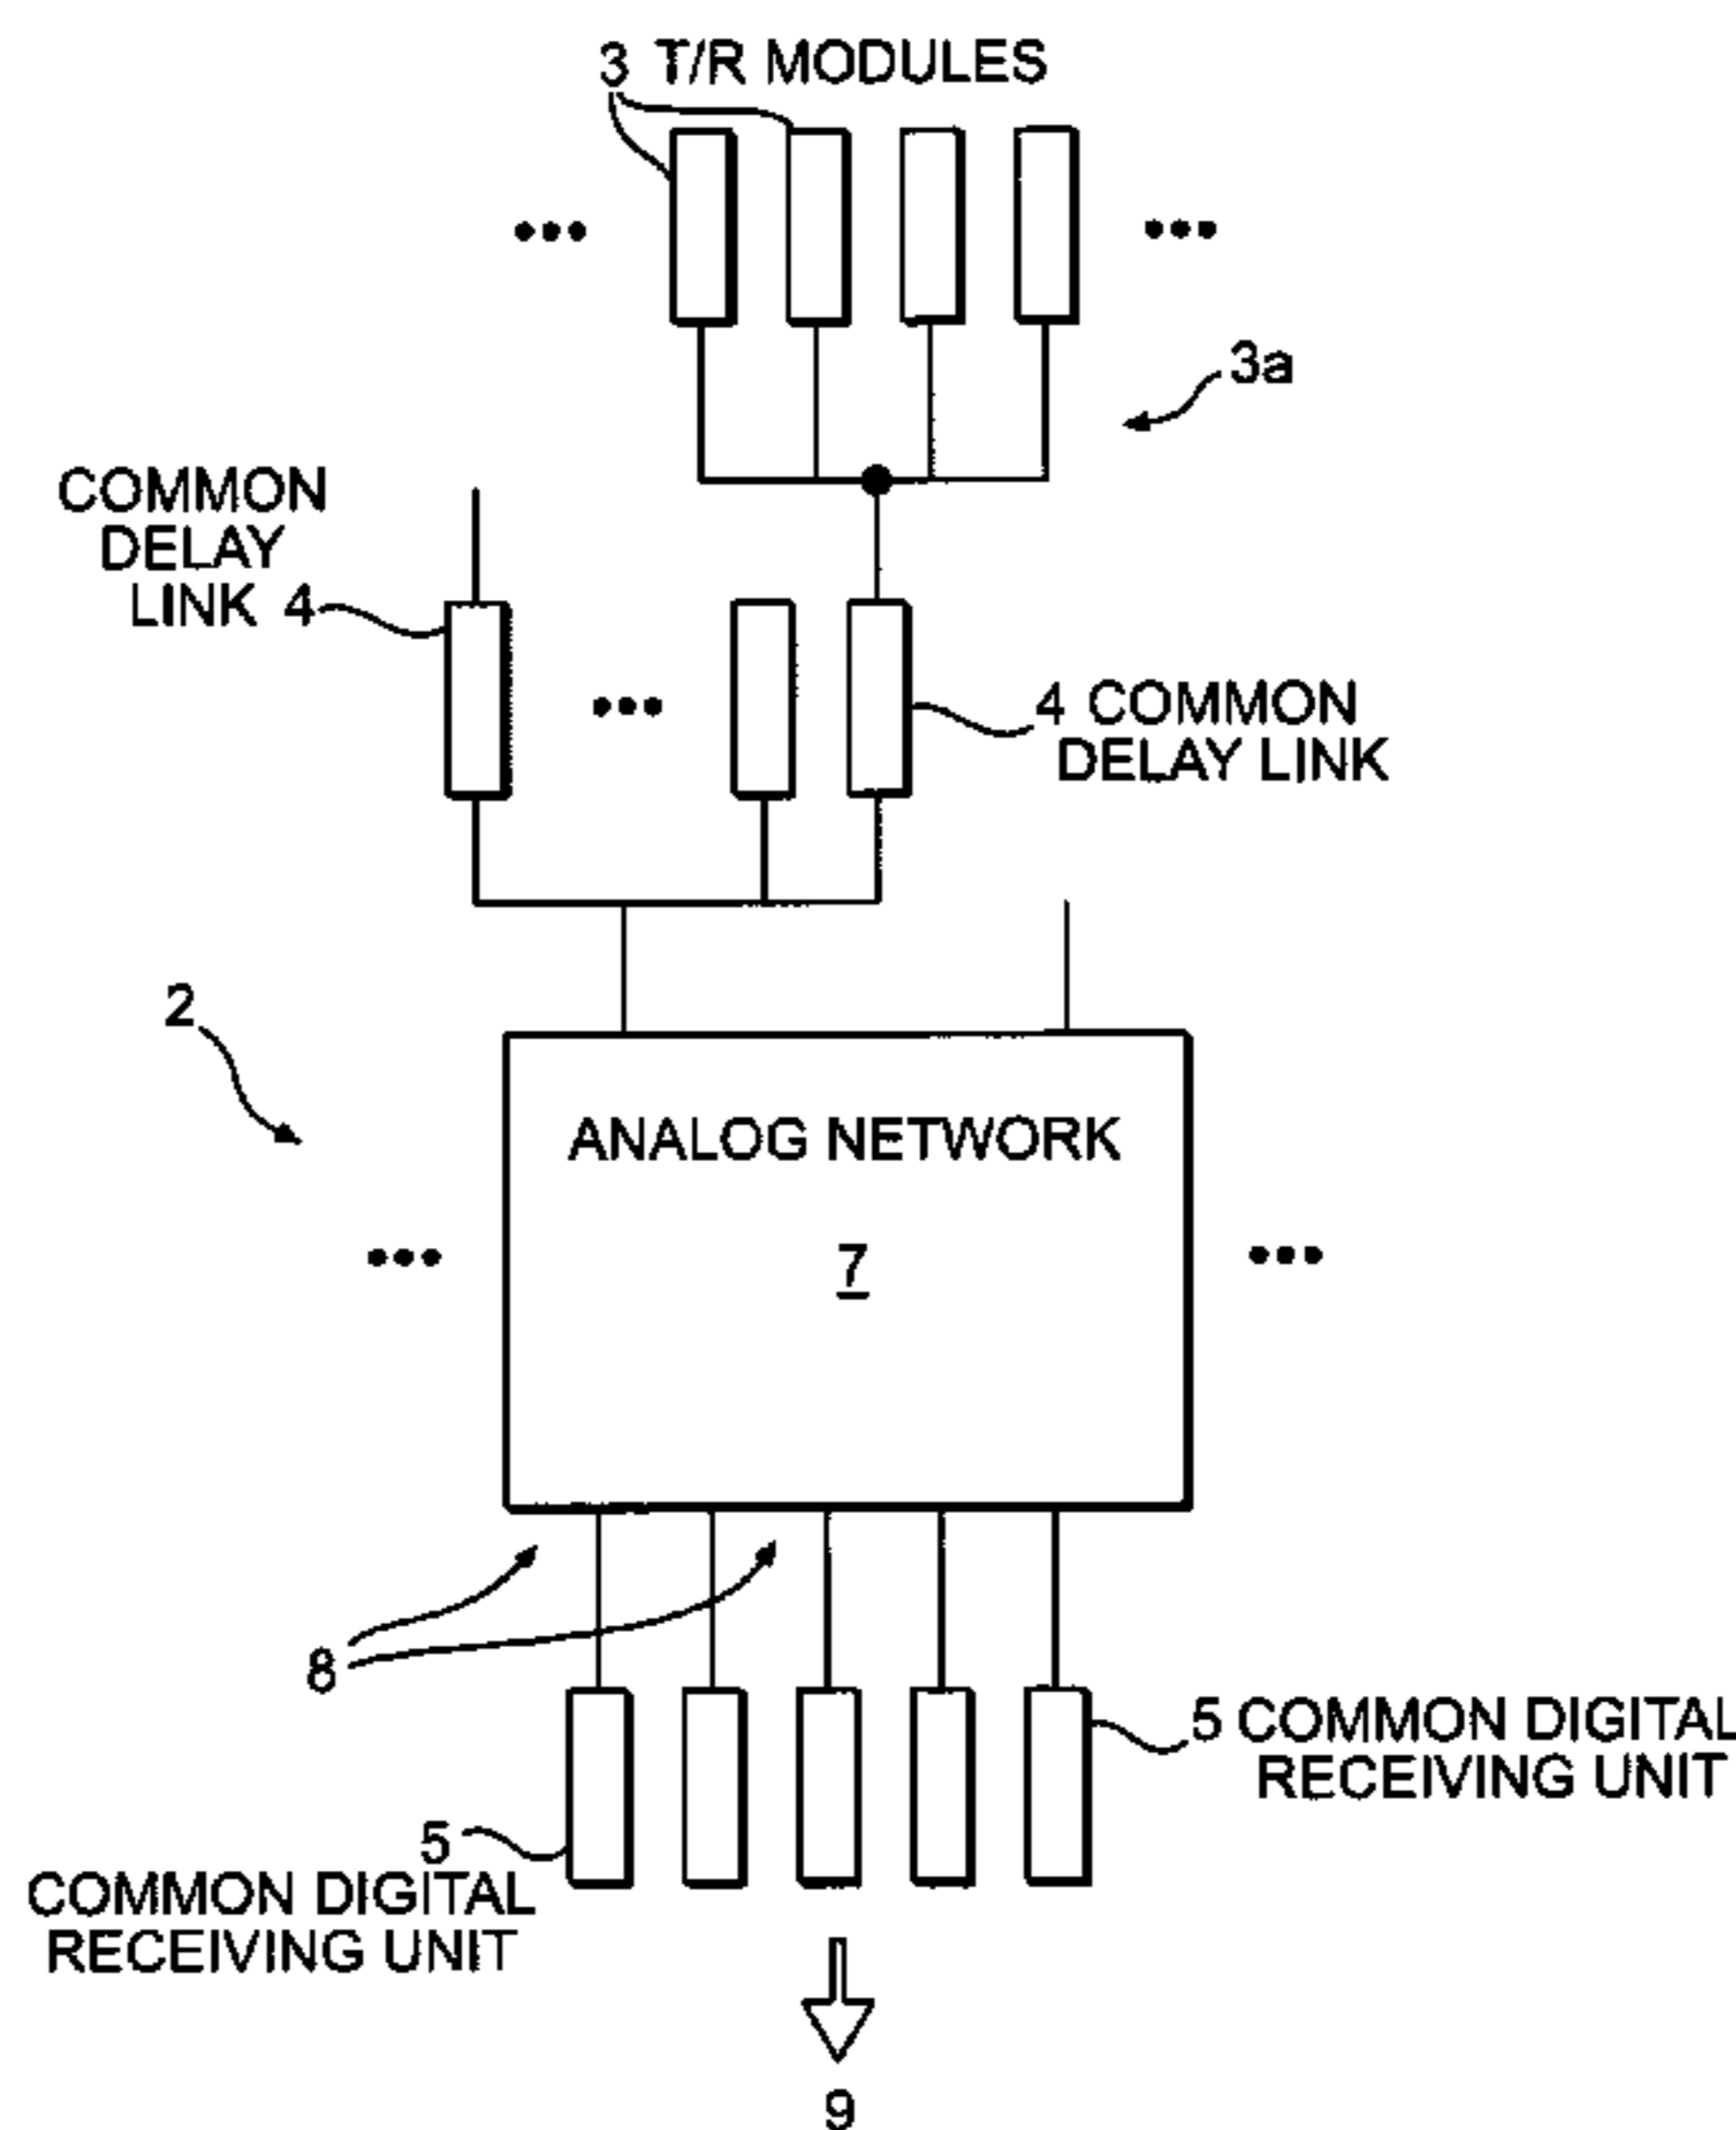 3 T/R MODULES
3a
COMMON
DELAY
LINK 4
4 COMMON
DELAY LINK
2
ANALOG NETWORK
7
8
5 COMMON DIGITAL
RECEIVING UNIT
5
COMMON DIGITAL
RECEIVING UNIT
9